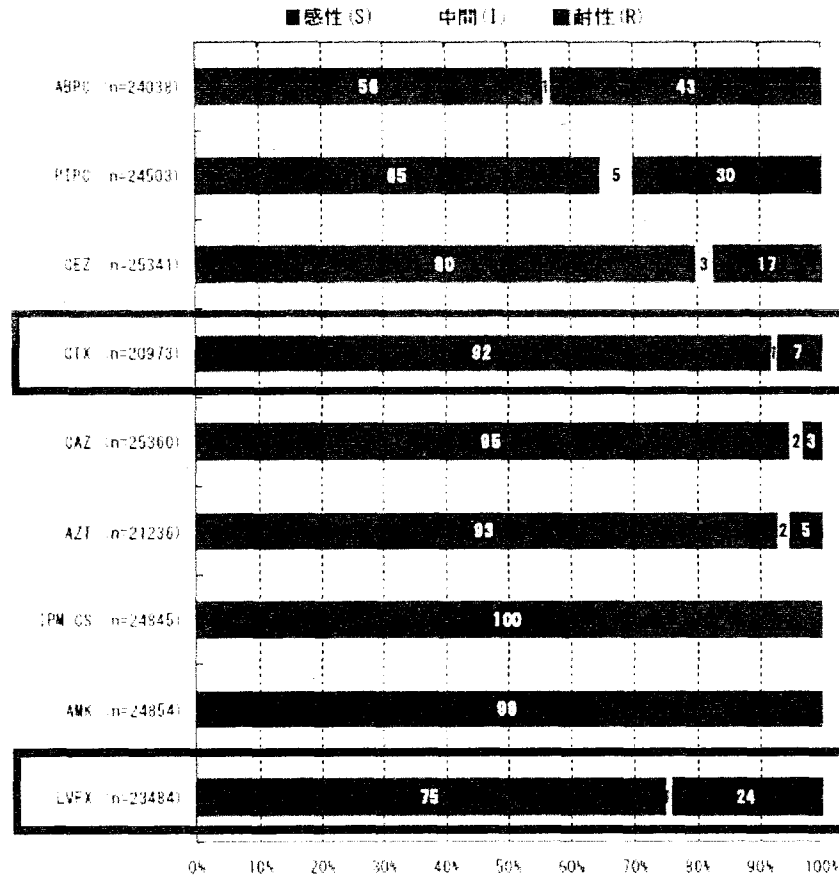 ■感性(S) 中間(I) ■耐性(R)
ABPC (n=24038) 56 1 43
PIPC (n=24503) 65 5 30
CEZ (n=25341) 80 3 17
CTX (n=20973) 92 1 7
CAZ (n=25360) 95 2 3
AZT (n=21236) 93 2 5
IPM CS (n=24845) 100
AMK (n=24854) 99
LVFX (n=23484) 75 1 24
0% 10% 20% 30% 40% 50% 60% 70% 80% 90% 100%